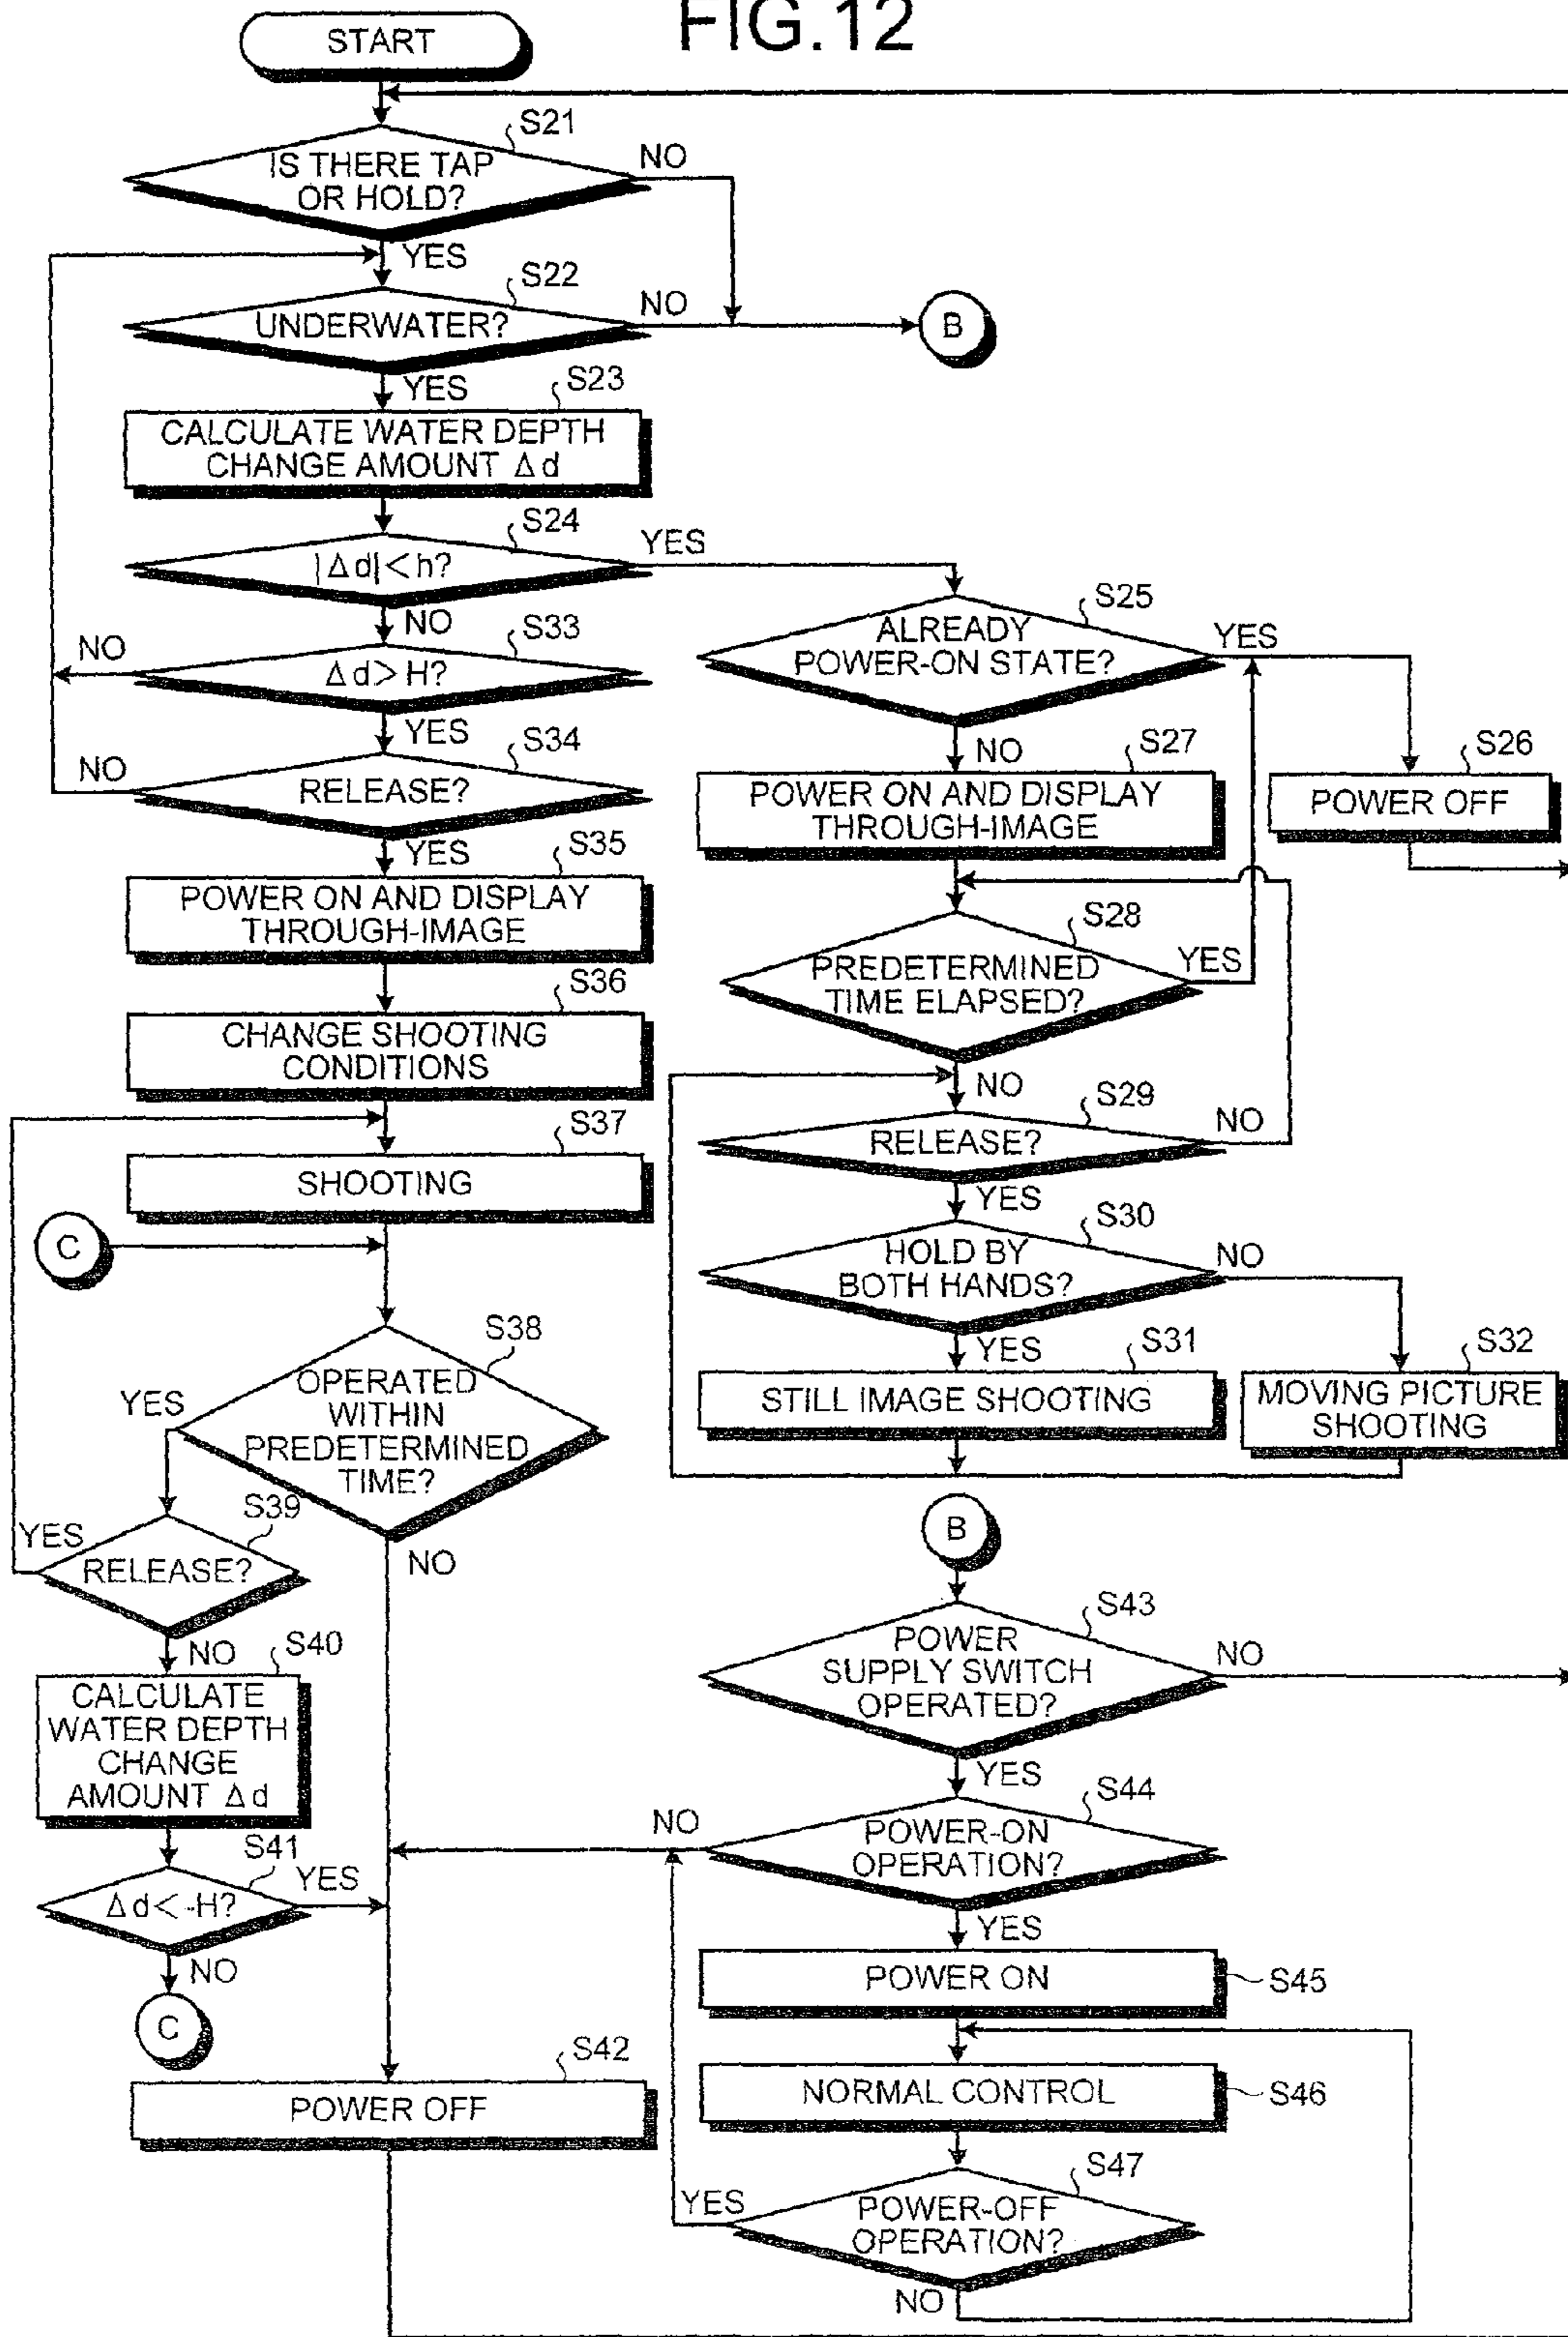 FIG.12
START
S21
IS THERE TAP
OR HOLD?
NO
YES
S22
UNDERWATER?
NO
B
YES
S23
CALCULATE WATER DEPTH
CHANGE AMOUNT Δd
S24
|Δd|<h?
YES
NO
S33
Δd>H?
NO
YES
S34
RELEASE?
NO
YES
S35
POWER ON AND DISPLAY
THROUGH-IMAGE
S36
CHANGE SHOOTING
CONDITIONS
S37
SHOOTING
C
S38
OPERATED
WITHIN
PREDETERMINED
TIME?
YES
NO
S39
RELEASE?
YES
NO
S40
CALCULATE
WATER DEPTH
CHANGE
AMOUNT Δd
S41
Δd<-H?
YES
NO
C
S42
POWER OFF
S25
ALREADY
POWER-ON STATE?
YES
NO
S26
POWER OFF
S27
POWER ON AND DISPLAY
THROUGH-IMAGE
S28
PREDETERMINED
TIME ELAPSED?
YES
NO
S29
RELEASE?
NO
YES
S30
HOLD BY
BOTH HANDS?
NO
YES
S31
STILL IMAGE SHOOTING
S32
MOVING PICTURE
SHOOTING
B
S43
POWER
SUPPLY SWITCH
OPERATED?
NO
YES
S44
POWER-ON
OPERATION?
NO
YES
POWER ON
S45
NORMAL CONTROL
S46
S47
POWER-OFF
OPERATION?
YES
NO